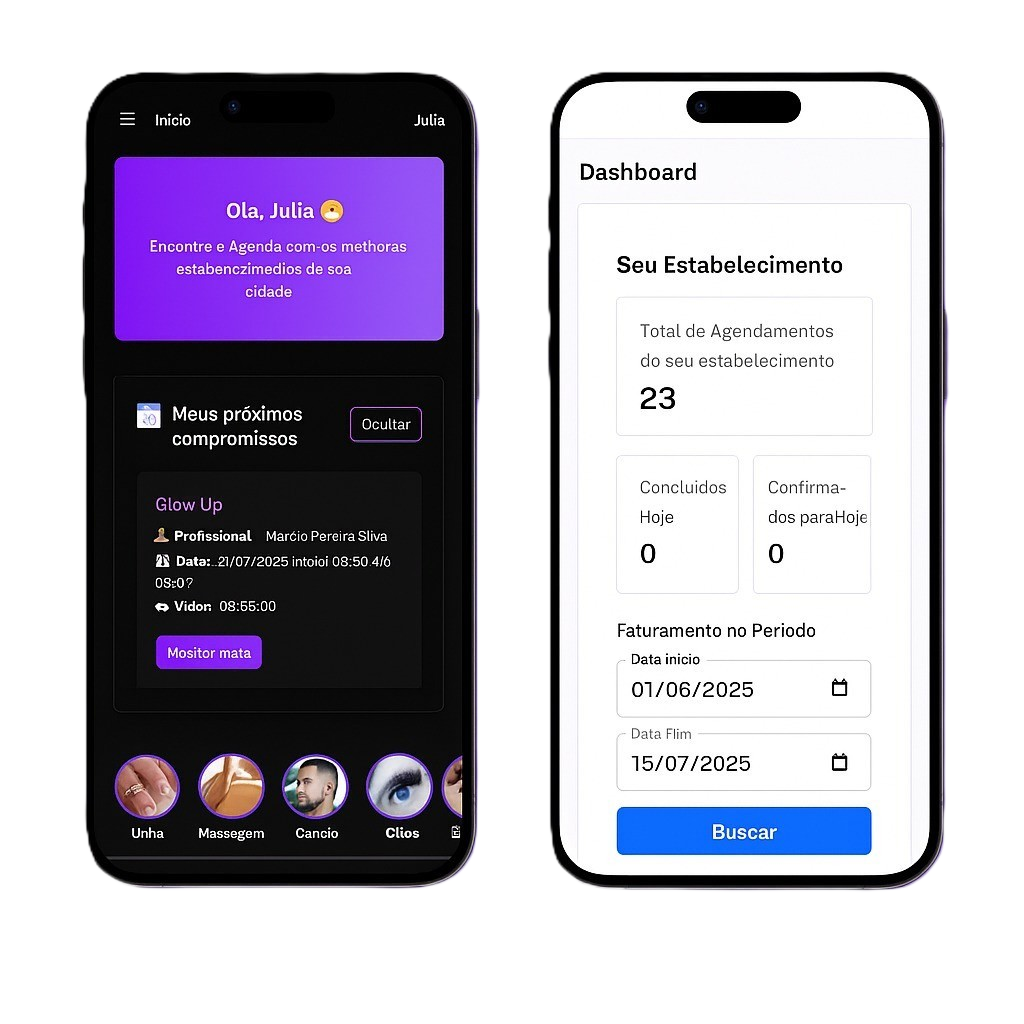 Inicio
Julia
Ola, Julia
Encontre e Agenda com-os methoras
estabenczimedios de soa
cidade
Meus próximos
compromissos
Ocultar
Glow Up
Profissional Marcio Pereira Sliva
Data: 21/07/2025 intoioi 08:50 4/6
08:0?
Vidor: 08:55:00
Mositor mata
Unha
Massegem
Cancio
Clios
Dashboard
Seu Estabelecimento
Total de Agendamentos
do seu estabelecimento
23
Concluidos
Hoje
0
Confirma-
dos paraHoje
0
Faturamento no Periodo
Data inicio
01/06/2025
Data Flim
15/07/2025
Buscar